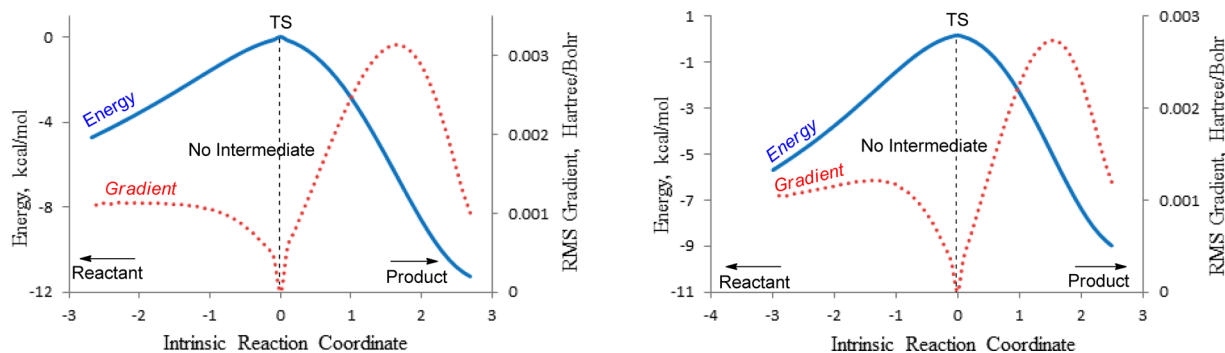 TS
0
-4
-8
-12
Energy, kcal/mol
Energy
Gradient
No Intermediate
Reactant
Product
0.003
0.002
0.001
0
RMS Gradient, Hartree/Bohr
-3
-2
-1
0
1
2
3
Intrinsic Reaction Coordinate
TS
1
-1
-3
-5
-7
-9
-11
Energy, kcal/mol
Energy
Gradient
No Intermediate
Reactant
Product
0.003
0.002
0.001
0
RMS Gradient, Hartree/Bohr
-4
-3
-2
-1
0
1
2
3
Intrinsic Reaction Coordinate